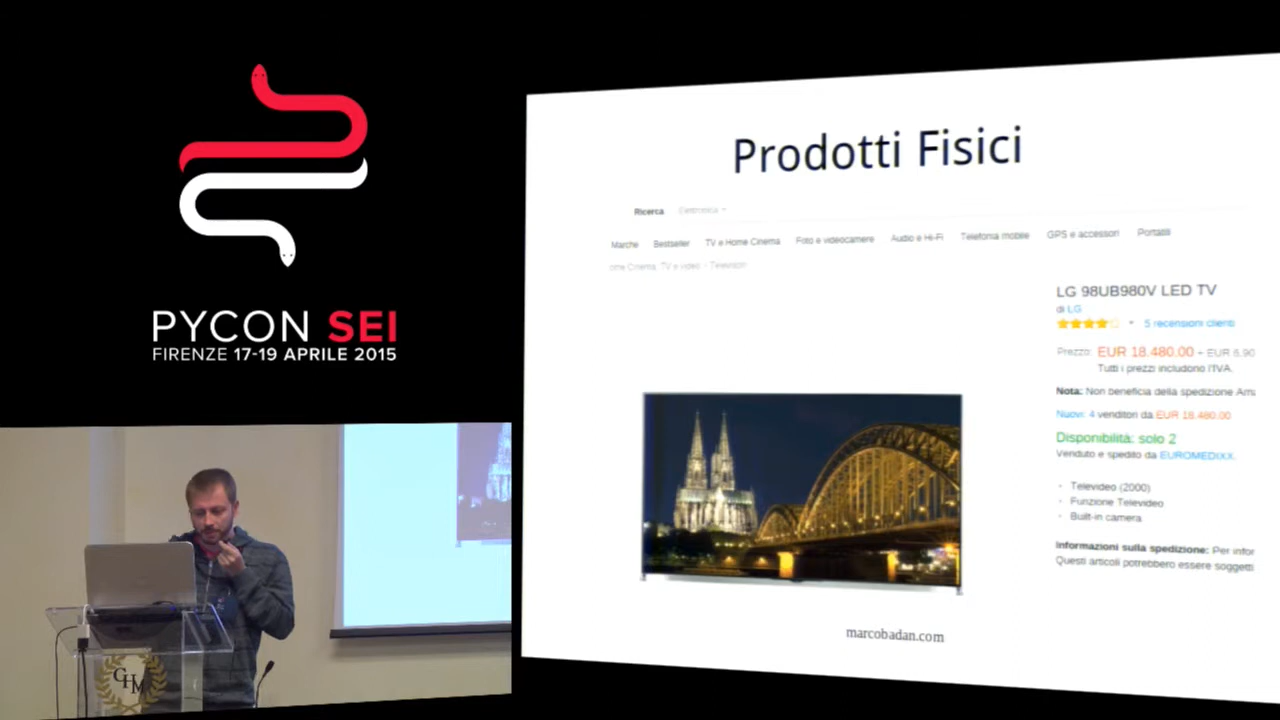 PYCON SEI
FIRENZE 17-19 APRILE 2015
Prodotti Fisici
Ricerca Elettronica
Marche Bestseller TV e Home Cinema Foto e videocamere Audio e Hi-Fi Telefonia mobile GPS e accessori Portatili
ome Cinema, TV e video › Televisori
LG 98UB980V LED TV
di LG
5 recensioni clienti
Prezzo: EUR 18.480,00 + EUR 6,90
Tutti i prezzi includono l'IVA.
Nota: Non beneficia della spedizione Ama
Nuovi: 4 venditori da EUR 18.480,00
Disponibilità: solo 2
Venduto e spedito da EUROMEDIXX.
Televideo (2000)
Funzione Televideo
Built-in camera
Informazioni sulla spedizione: Per infor
Questi articoli potrebbero essere soggetti
marcobadan.com
GHM